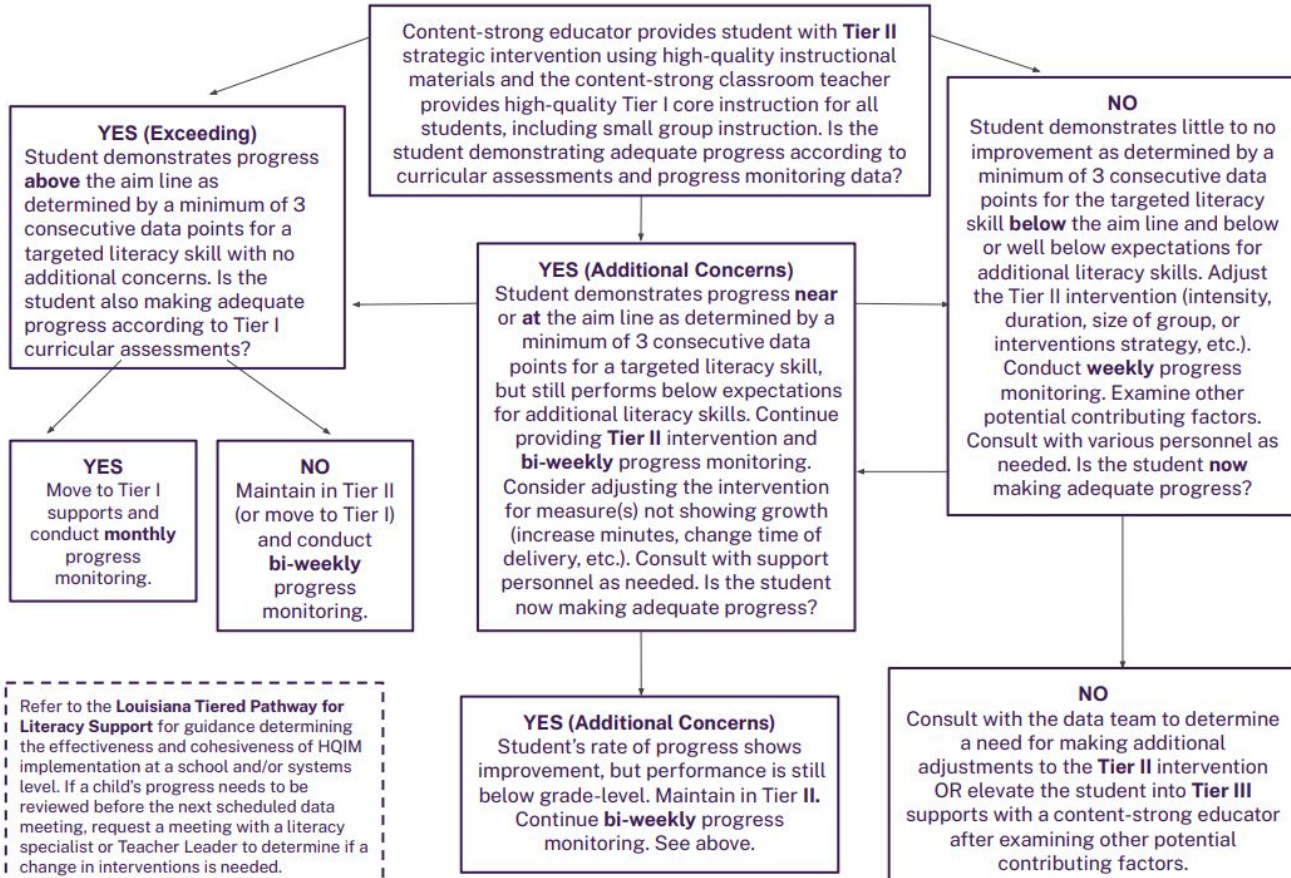 Content-strong educator provides student with Tier II
strategic intervention using high-quality instructional
materials and the content-strong classroom teacher
provides high-quality Tier I core instruction for all
students, including small group instruction. Is the
student demonstrating adequate progress according to
curricular assessments and progress monitoring data?
YES (Exceeding)
Student demonstrates progress
above the aim line as
determined by a minimum of 3
consecutive data points for a
targeted literacy skill with no
additional concerns. Is the
student also making adequate
progress according to Tier I
curricular assessments?
YES (Additional Concerns)
Student demonstrates progress near
or at the aim line as determined by a
minimum of 3 consecutive data
points for a targeted literacy skill,
but still performs below expectations
for additional literacy skills. Continue
providing Tier II intervention and
bi-weekly progress monitoring.
Consider adjusting the intervention
for measure(s) not showing growth
(increase minutes, change time of
delivery, etc.). Consult with support
personnel as needed. Is the student
now making adequate progress?
NO
Student demonstrates little to no
improvement as determined by a
minimum of 3 consecutive data
points for the targeted literacy
skill below the aim line and below
or well below expectations for
additional literacy skills. Adjust
the Tier II intervention (intensity,
duration, size of group, or
interventions strategy, etc.).
Conduct weekly progress
monitoring. Examine other
potential contributing factors.
Consult with various personnel as
needed. Is the student now
making adequate progress?
YES
Move to Tier I
supports and
conduct monthly
progress
monitoring.
NO
Maintain in Tier II
(or move to Tier I)
and conduct
bi-weekly
progress
monitoring.
Refer to the Louisiana Tiered Pathway for
Literacy Support for guidance determining
the effectiveness and cohesiveness of HQIM
implementation at a school and/or systems
level. If a child's progress needs to be
reviewed before the next scheduled data
meeting, request a meeting with a literacy
specialist or Teacher Leader to determine if a
change in interventions is needed.
YES (Additional Concerns)
Student's rate of progress shows
improvement, but performance is still
below grade-level. Maintain in Tier II.
Continue bi-weekly progress
monitoring. See above.
NO
Consult with the data team to determine
a need for making additional
adjustments to the Tier II intervention
OR elevate the student into Tier III
supports with a content-strong educator
after examining other potential
contributing factors.